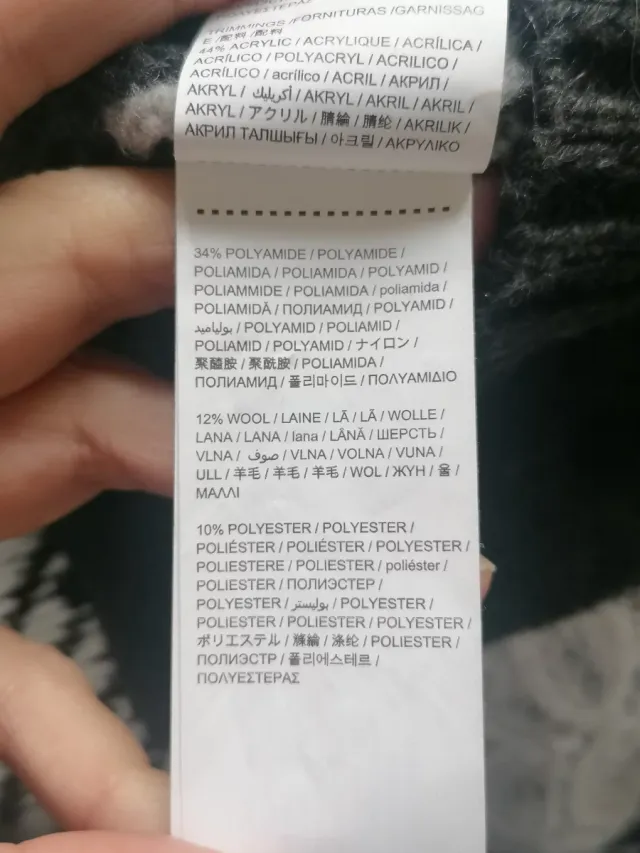 TRIMMINGS /FORNITURAS /GARNISSAG
E /配料 /配料
44% ACRYLIC / ACRYLIQUE / ACRÍLICA /
ACRÍLICO / POLYACRYL / ACRILICO /
ACRÍLICO / acrílico / ACRIL / АКРИЛ /
AKRYL / أكريليك / AKRYL / AKRIL / AKRIL /
AKRYL / アクリル / 腈綸 / 腈纶 / AKRILIK /
АКРИЛ ТАЛШЫҒЫ / 아크릴 / ΑΚΡΥΛΙΚΟ
34% POLYAMIDE / POLYAMIDE /
POLIAMIDA / POLIAMIDA / POLYAMID /
POLIAMMIDE / POLIAMIDA / poliamida /
POLIAMIDĂ / ПОЛИАМИД / POLYAMID /
بولياميد / POLYAMID / POLIAMID /
POLIAMID / POLYAMID / ナイロン /
聚醯胺 / 聚酰胺 / POLIAMIDA /
ПОЛИАМИД / 폴리마이드 / ΠΟΛΥΑΜΙΔΙΟ
12% WOOL / LAINE / LÃ / LÃ / WOLLE /
LANA / LANA / lana / LÂNĂ / ШЕРСТЬ /
VLNA / صوف / VLNA / VOLNA / VUNA /
ULL / 羊毛 / 羊毛 / 羊毛 / WOL / ЖҮН / 울 /
ΜΑΛΛΙ
10% POLYESTER / POLYESTER /
POLIÉSTER / POLIÉSTER / POLYESTER /
POLIESTERE / POLIESTER / poliéster /
POLIESTER / ПОЛИЭСТЕР /
POLYESTER / بوليستر / POLYESTER /
POLIESTER / POLIESTER / POLYESTER /
ポリエステル / 滌綸 / 涤纶 / POLIESTER /
ПОЛИЭСТР / 폴리에스테르 /
ΠΟΛΥΕΣΤΕΡΑΣ